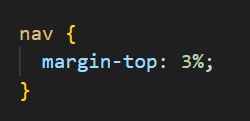 nav {
  margin-top: 3%;
}